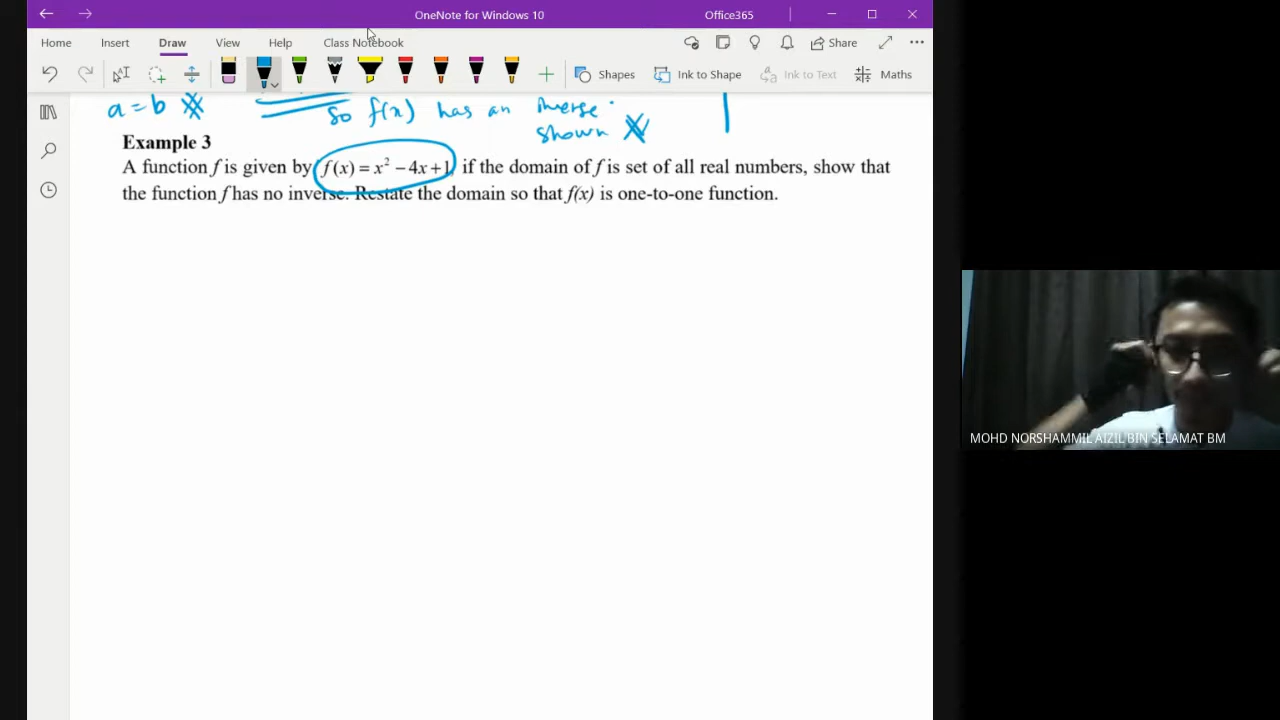 OneNote for Windows 10
Office365
Home
Insert
Draw
View
Help
Class Notebook
Share
Shapes
Ink to Shape
Ink to Text
Maths
a = b
so f(x) has an inverse.
shown
Example 3
A function f is given by f(x) = x² − 4x + 1, if the domain of f is set of all real numbers, show that
the function f has no inverse. Restate the domain so that f(x) is one-to-one function.
MOHD NORSHAMMIL AIZIL BIN SELAMAT BM